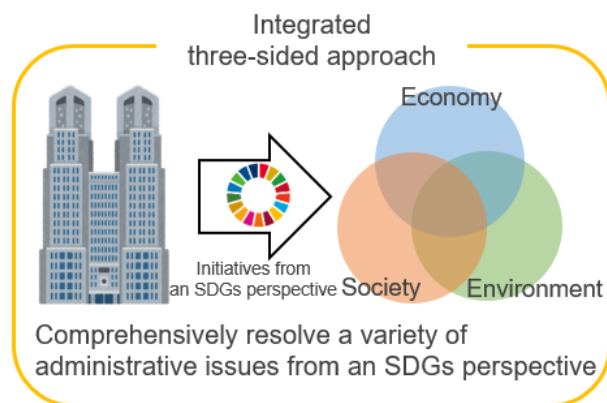 Integrated
three-sided approach
Economy
Initiatives from
an SDGs perspective
Society
Environment
Comprehensively resolve a variety of
administrative issues from an SDGs perspective